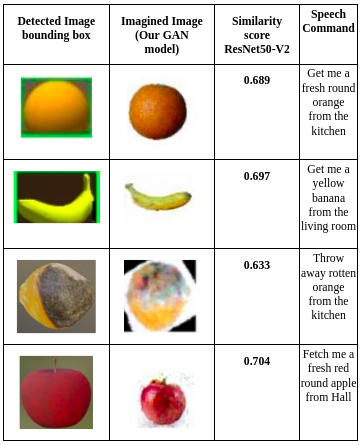 Detected Image
bounding box
Imagined Image
(Our GAN
model)
Similarity
score
ResNet50-V2
Speech
Command
0.689
Get me a
fresh round
orange
from the
kitchen
0.697
Get me a
yellow
banana
from the
living room
0.633
Throw
away rotten
orange
from the
kitchen
0.704
Fetch me a
fresh red
round apple
from Hall